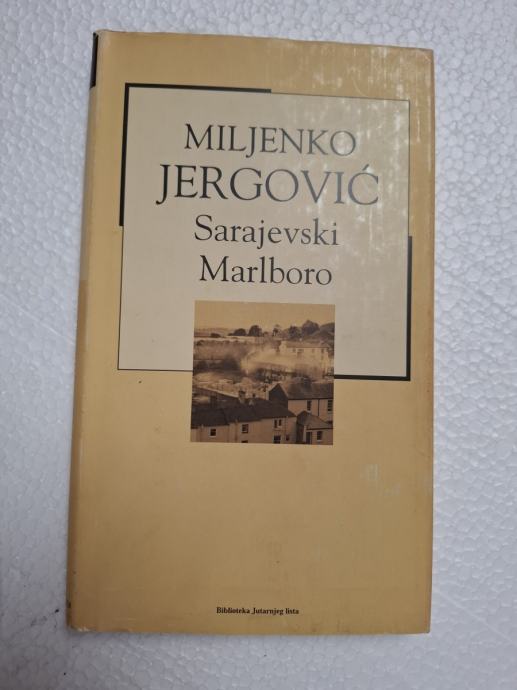 MILJENKO
JERGOVIĆ
Sarajevski
Marlboro
Biblioteka Jutarnjeg lista